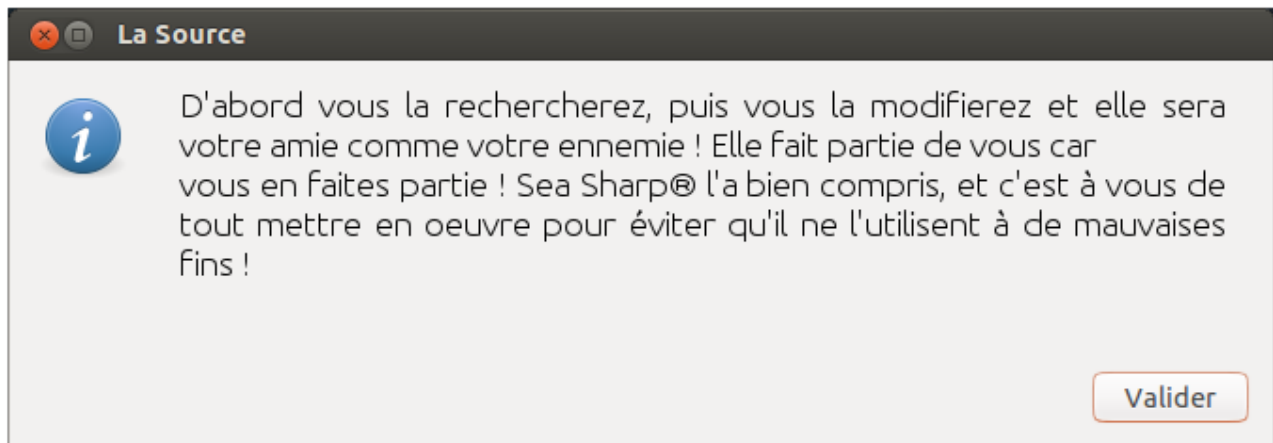 La Source
D'abord vous la rechercherez, puis vous la modifierez et elle sera
votre amie comme votre ennemie ! Elle fait partie de vous car
vous en faites partie ! Sea Sharp® l'a bien compris, et c'est à vous de
tout mettre en oeuvre pour éviter qu'il ne l'utilisent à de mauvaises
fins !
Valider